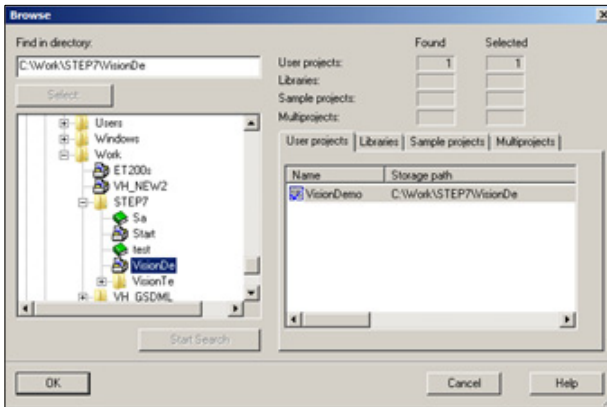 Browse
Find in directory:
C:\Work\STEP7\VisionDe
Select
Users
Windows
Work
ET200s
VH_NEW2
STEP7
Sa
Start
test
VisionDe
VisionTe
VH_GSDML
Start Search
Found Selected
User projects: 1 1
Libraries:
Sample projects:
Multiprojects:
User projects Libraries Sample projects Multiprojects
Name Storage path
VisionDemo C:\Work\STEP7\VisionDe
OK Cancel Help